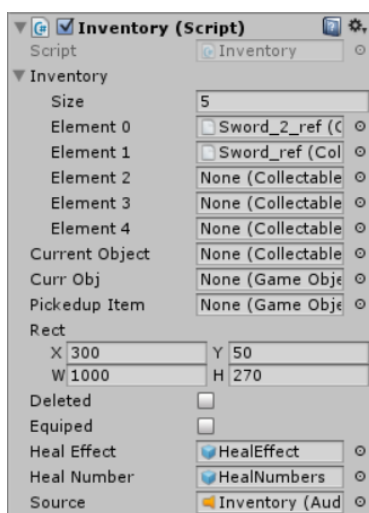 Inventory (Script)
Script Inventory
Inventory
Size 5
Element 0 Sword_2_ref (C
Element 1 Sword_ref (Col
Element 2 None (Collectable
Element 3 None (Collectable
Element 4 None (Collectable
Current Object None (Collectable
Curr Obj None (Game Obje
Pickedup Item None (Game Obje
Rect
X 300 Y 50
W 1000 H 270
Deleted
Equiped
Heal Effect HealEffect
Heal Number HealNumbers
Source Inventory (Aud